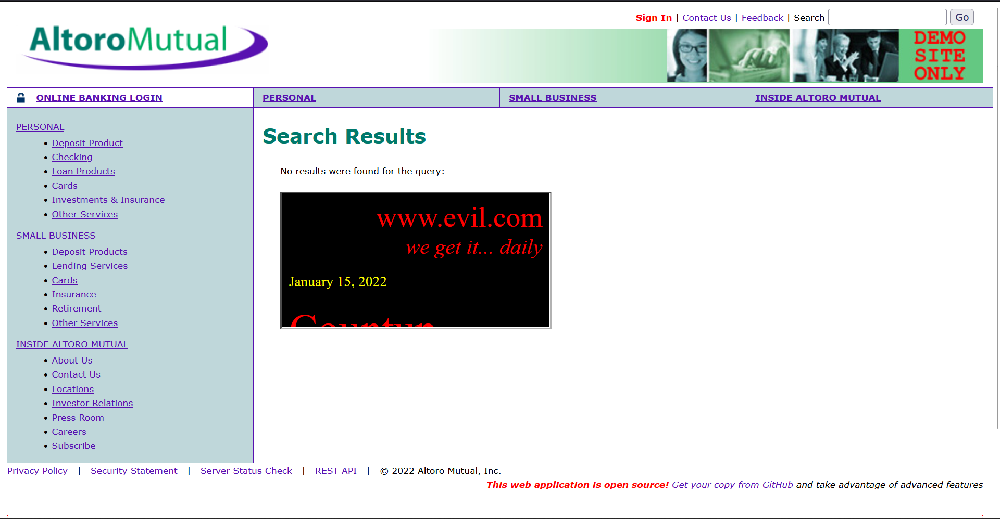 Sign In | Contact Us | Feedback | Search Go
AltoroMutual
DEMO
SITE
ONLY
ONLINE BANKING LOGIN
PERSONAL
SMALL BUSINESS
INSIDE ALTORO MUTUAL
PERSONAL
Deposit Product
Checking
Loan Products
Cards
Investments & Insurance
Other Services
SMALL BUSINESS
Deposit Products
Lending Services
Cards
Insurance
Retirement
Other Services
INSIDE ALTORO MUTUAL
About Us
Contact Us
Locations
Investor Relations
Press Room
Careers
Subscribe
Search Results
No results were found for the query:
www.evil.com
we get it... daily
January 15, 2022
Countup
Privacy Policy | Security Statement | Server Status Check | REST API | © 2022 Altoro Mutual, Inc.
This web application is open source! Get your copy from GitHub and take advantage of advanced features